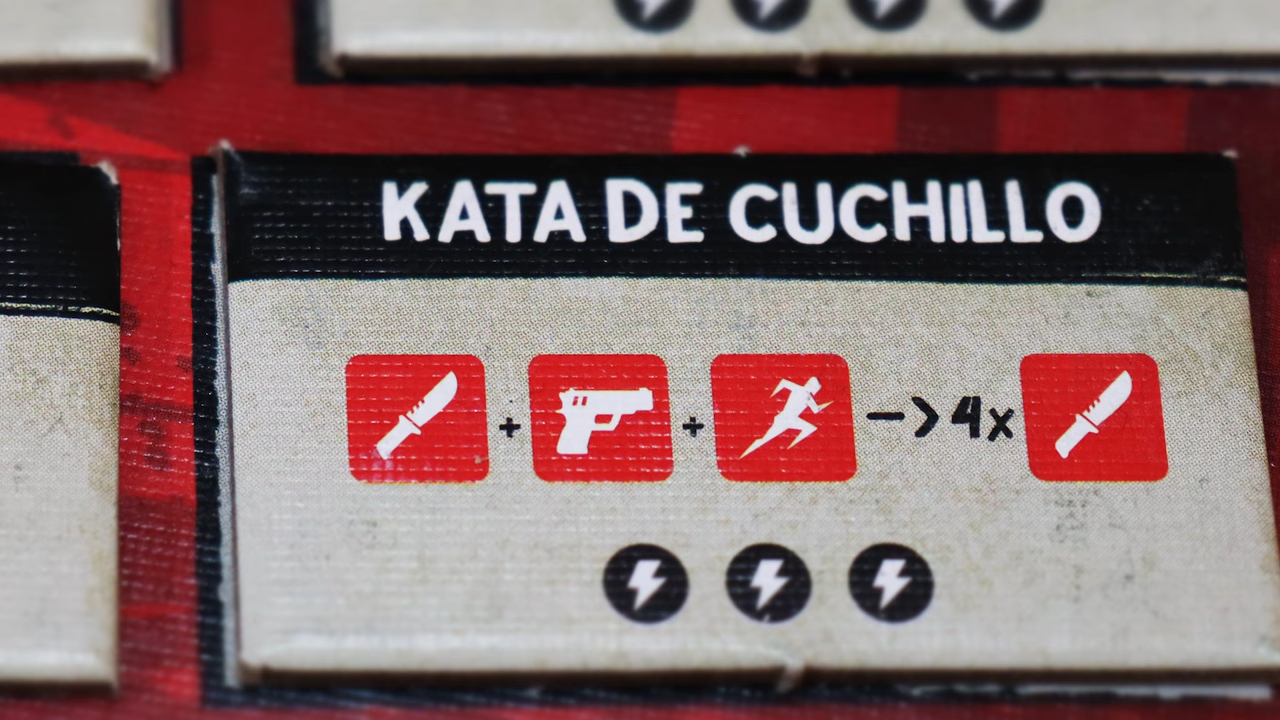 KATA DE CUCHILLO
+ + -> 4x